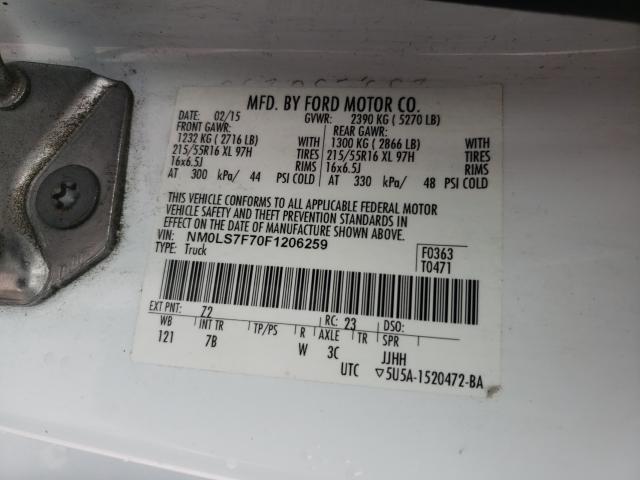 MFD. BY FORD MOTOR CO.
DATE: 02/15 GVWR: 2390 KG ( 5270 LB)
FRONT GAWR: REAR GAWR:
1232 KG ( 2716 LB) WITH 1300 KG ( 2866 LB) WITH
215/55R16 XL 97H TIRES 215/55R16 XL 97H TIRES
16x6.5J RIMS 16x6.5J RIMS
AT 300 kPa/ 44 PSI COLD AT 330 kPa/ 48 PSI COLD
THIS VEHICLE CONFORMS TO ALL APPLICABLE FEDERAL MOTOR
VEHICLE SAFETY AND THEFT PREVENTION STANDARDS IN
EFFECT ON THE DATE OF MANUFACTURE SHOWN ABOVE.
VIN: NM0LS7F70F1206259 F0363
TYPE: Truck T0471
EXT PNT: Z2 RC: 23 DSO:
WB INT TR TP/PS R AXLE TR SPR
121 7B W 3C JJHH
UTC ▽5U5A-1520472-BA